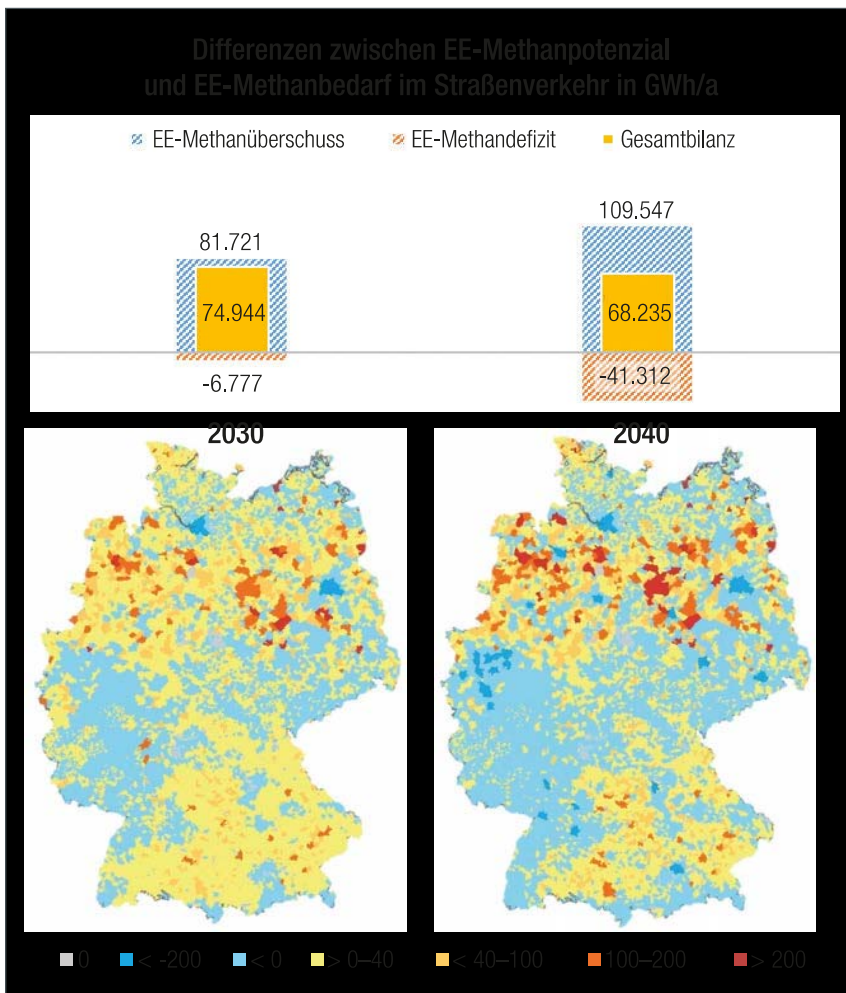 Differenzen zwischen EE-Methanpotenzial
und EE-Methanbedarf im Straßenverkehr in GWh/a
EE-Methanüberschuss EE-Methandefizit Gesamtbilanz
81.721 109.547
74.944 68.235
-6.777 -41.312
2030 2040
0 < -200 < 0 > 0–40 < 40–100 100–200 > 200